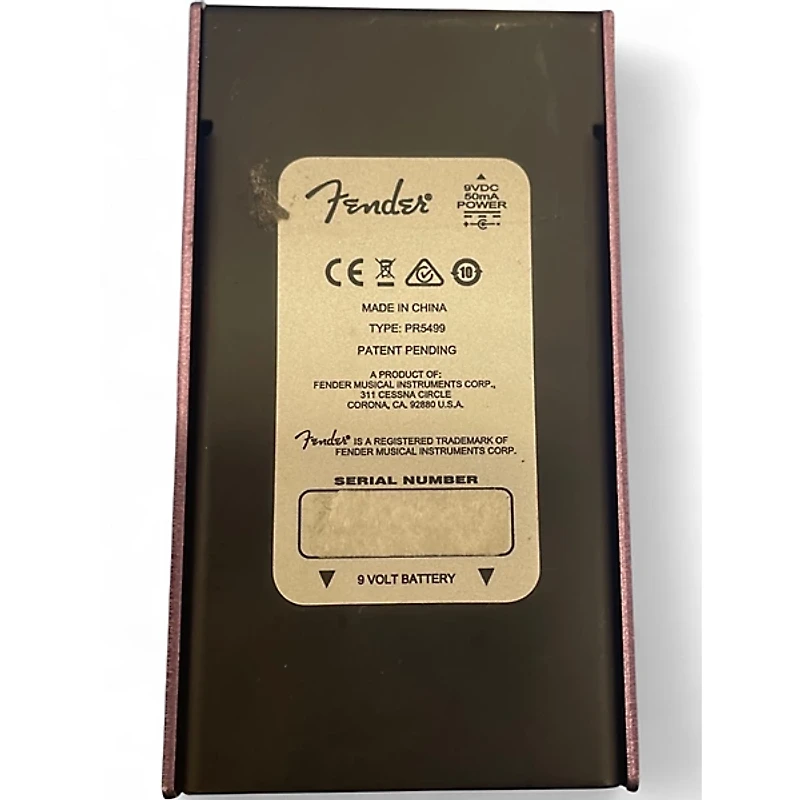 Fender®
9VDC
50mA
POWER
CE
10
MADE IN CHINA
TYPE: PR5499
PATENT PENDING
A PRODUCT OF:
FENDER MUSICAL INSTRUMENTS CORP.,
311 CESSNA CIRCLE
CORONA, CA. 92880 U.S.A.
Fender® IS A REGISTERED TRADEMARK OF
FENDER MUSICAL INSTRUMENTS CORP.
SERIAL NUMBER
9 VOLT BATTERY